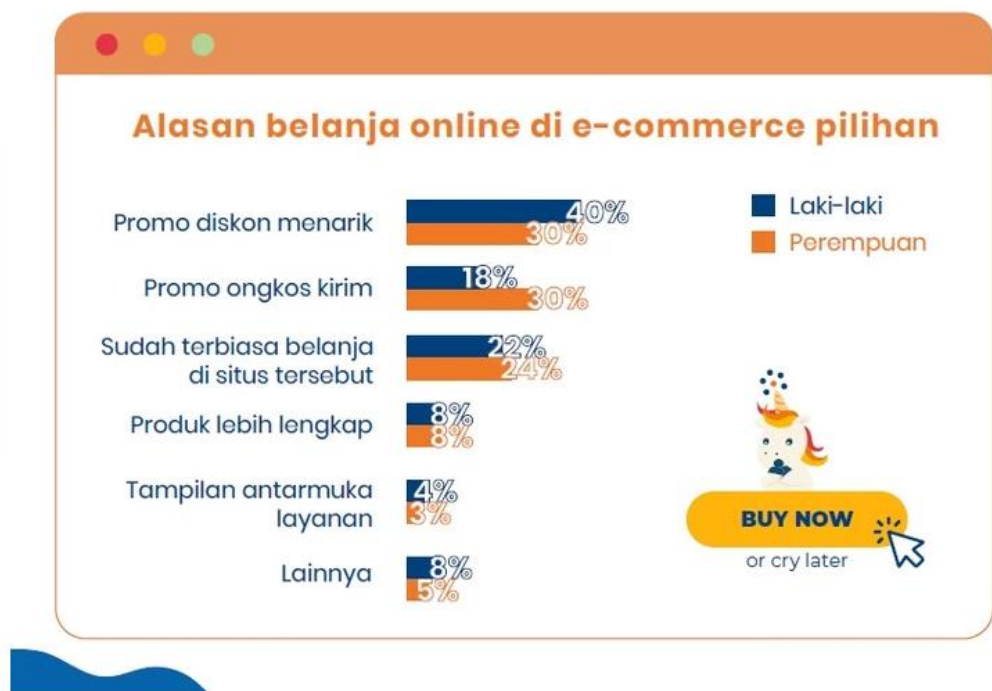 Alasan belanja online di e-commerce pilihan
Laki-laki
Perempuan
Promo diskon menarik
40%
30%
Promo ongkos kirim
18%
30%
Sudah terbiasa belanja
di situs tersebut
22%
24%
Produk lebih lengkap
8%
8%
Tampilan antarmuka
layanan
4%
3%
Lainnya
8%
5%
BUY NOW
or cry later